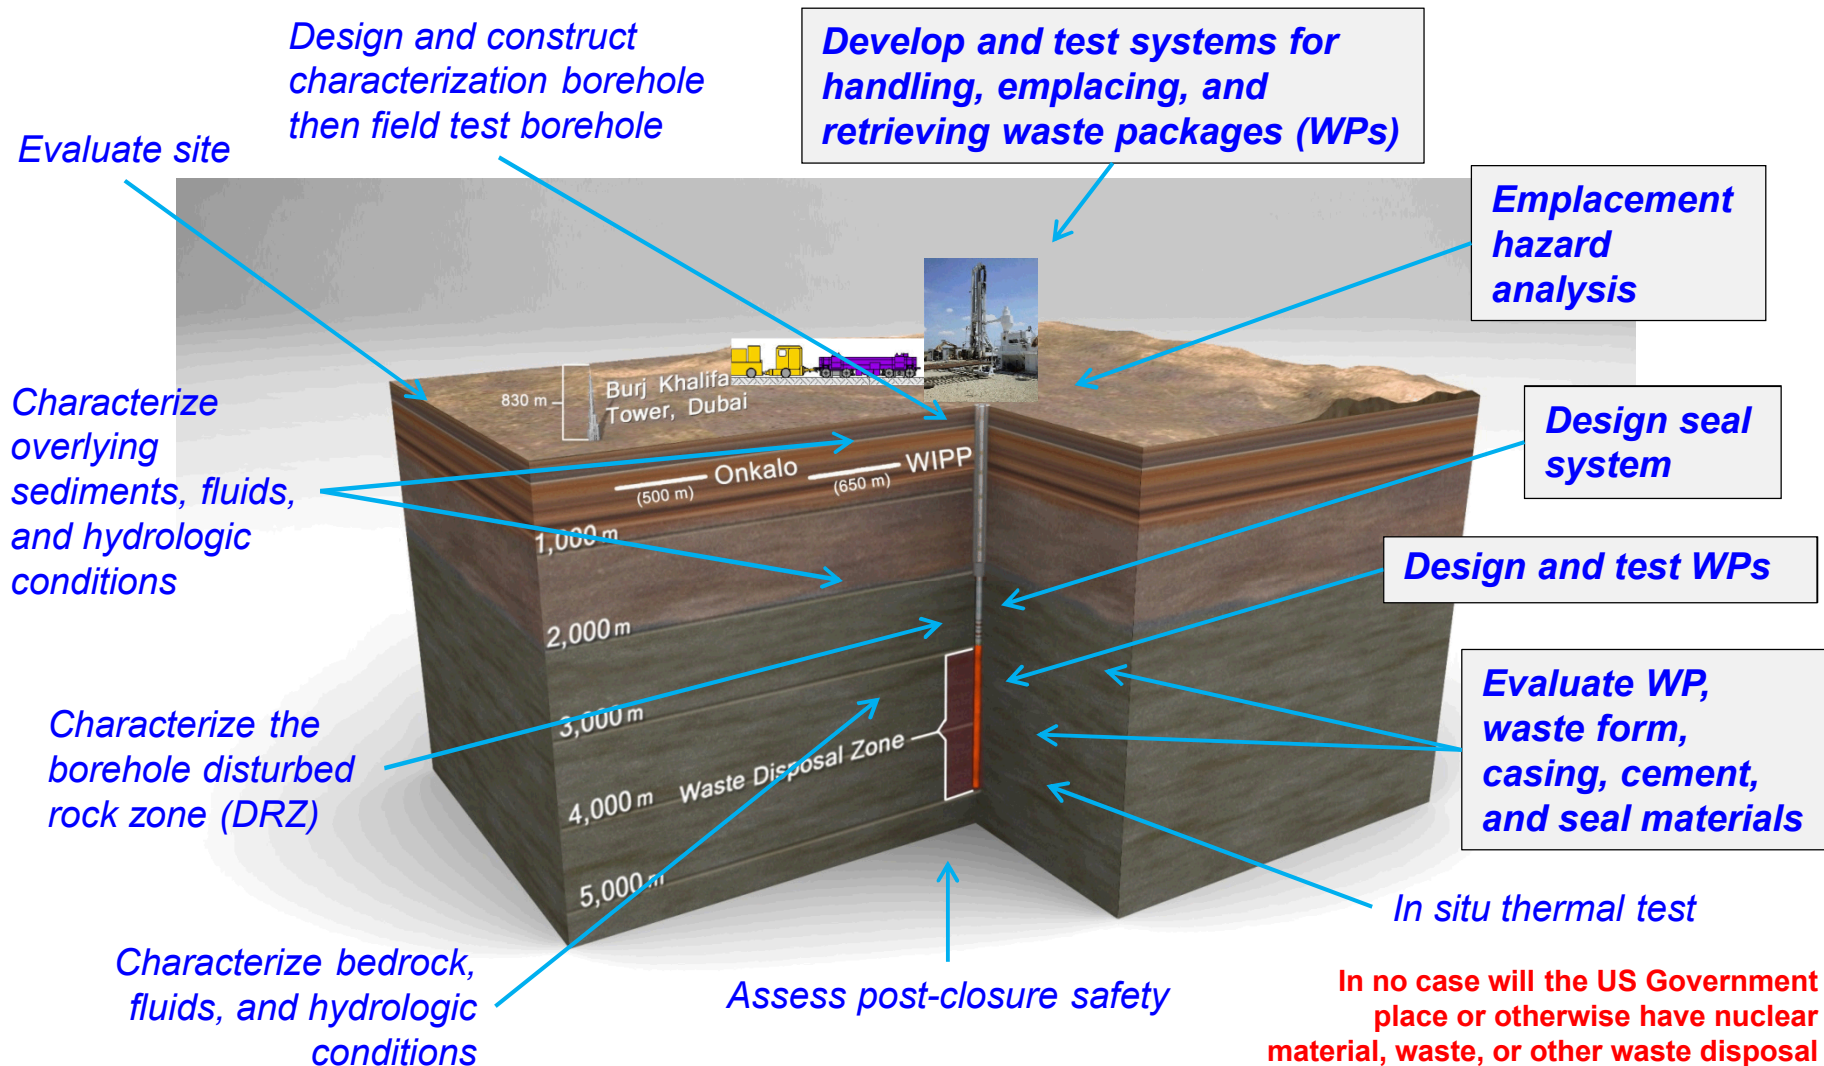 Design and construct
characterization borehole
then field test borehole
Develop and test systems for
handling, emplacing, and
retrieving waste packages (WPs)
Evaluate site
Emplacement
hazard
analysis
830 m
Burj Khalifa
Tower, Dubai
Characterize
overlying
sediments, fluids,
and hydrologic
conditions
Onkalo
(500 m)
WIPP
(650 m)
Design seal
system
1,000 m
Design and test WPs
2,000 m
Evaluate WP,
waste form,
casing, cement,
and seal materials
3,000 m
Characterize the
borehole disturbed
rock zone (DRZ)
Waste Disposal Zone
4,000 m
5,000 m
In situ thermal test
Characterize bedrock,
fluids, and hydrologic
conditions
Assess post-closure safety
In no case will the US Government
place or otherwise have nuclear
material, waste, or other waste disposal